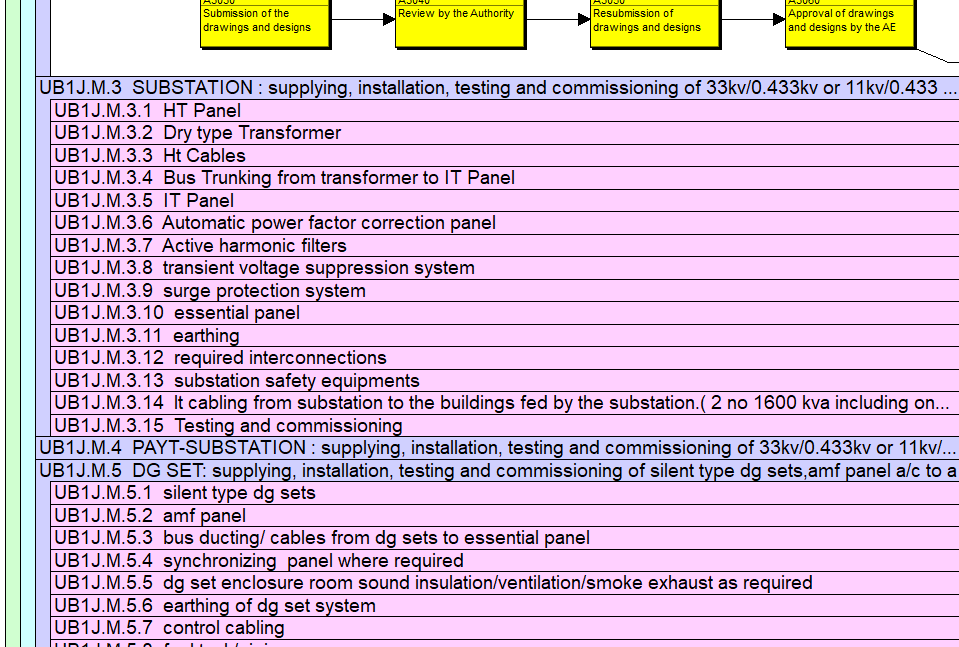 A3030
A3040
A3050
A3060
Submission of the
drawings and designs
Review by the Authority
Resubmission of
drawings and designs
Approval of drawings
and designs by the AE
UB1J.M.3 SUBSTATION : supplying, installation, testing and commissioning of 33kv/0.433kv or 11kv/0.433 ...
UB1J.M.3.1 HT Panel
UB1J.M.3.2 Dry type Transformer
UB1J.M.3.3 Ht Cables
UB1J.M.3.4 Bus Trunking from transformer to IT Panel
UB1J.M.3.5 IT Panel
UB1J.M.3.6 Automatic power factor correction panel
UB1J.M.3.7 Active harmonic filters
UB1J.M.3.8 transient voltage suppression system
UB1J.M.3.9 surge protection system
UB1J.M.3.10 essential panel
UB1J.M.3.11 earthing
UB1J.M.3.12 required interconnections
UB1J.M.3.13 substation safety equipments
UB1J.M.3.14 lt cabling from substation to the buildings fed by the substation.( 2 no 1600 kva including on...
UB1J.M.3.15 Testing and commissioning
UB1J.M.4 PAYT-SUBSTATION : supplying, installation, testing and commissioning of 33kv/0.433kv or 11kv/...
UB1J.M.5 DG SET: supplying, installation, testing and commissioning of silent type dg sets,amf panel a/c to a
UB1J.M.5.1 silent type dg sets
UB1J.M.5.2 amf panel
UB1J.M.5.3 bus ducting/ cables from dg sets to essential panel
UB1J.M.5.4 synchronizing panel where required
UB1J.M.5.5 dg set enclosure room sound insulation/ventilation/smoke exhaust as required
UB1J.M.5.6 earthing of dg set system
UB1J.M.5.7 control cabling